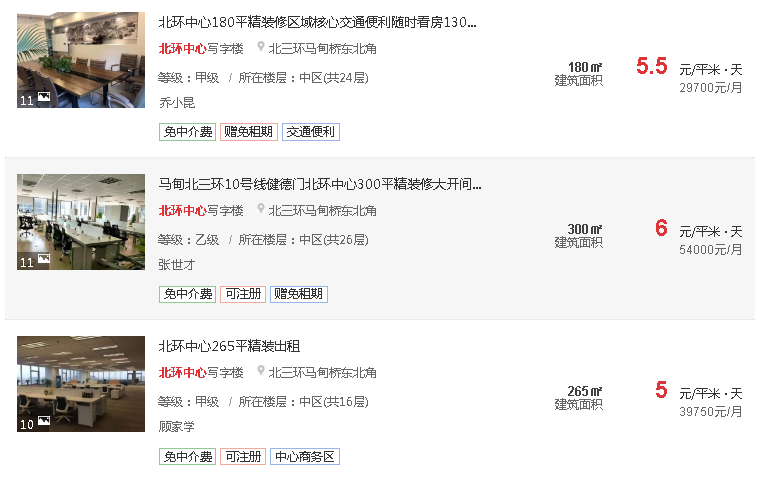 北环中心180平精装修区域核心交通便利随时看房130...
北环中心写字楼 北三环马甸桥东北角
等级：甲级 / 所在楼层：中区(共24层)
乔小昆
免中介费 赠免租期 交通便利
11
180㎡
建筑面积
5.5 元/平米·天
29700元/月
马甸北三环10号线健德门北环中心300平精装修大开间...
北环中心写字楼 北三环马甸桥东北角
等级：乙级 / 所在楼层：中区(共26层)
张世才
免中介费 可注册 赠免租期
11
300㎡
建筑面积
6 元/平米·天
54000元/月
北环中心265平精装出租
北环中心写字楼 北三环马甸桥东北角
等级：甲级 / 所在楼层：中区(共16层)
顾家学
免中介费 可注册 中心商务区
10
265㎡
建筑面积
5 元/平米·天
39750元/月